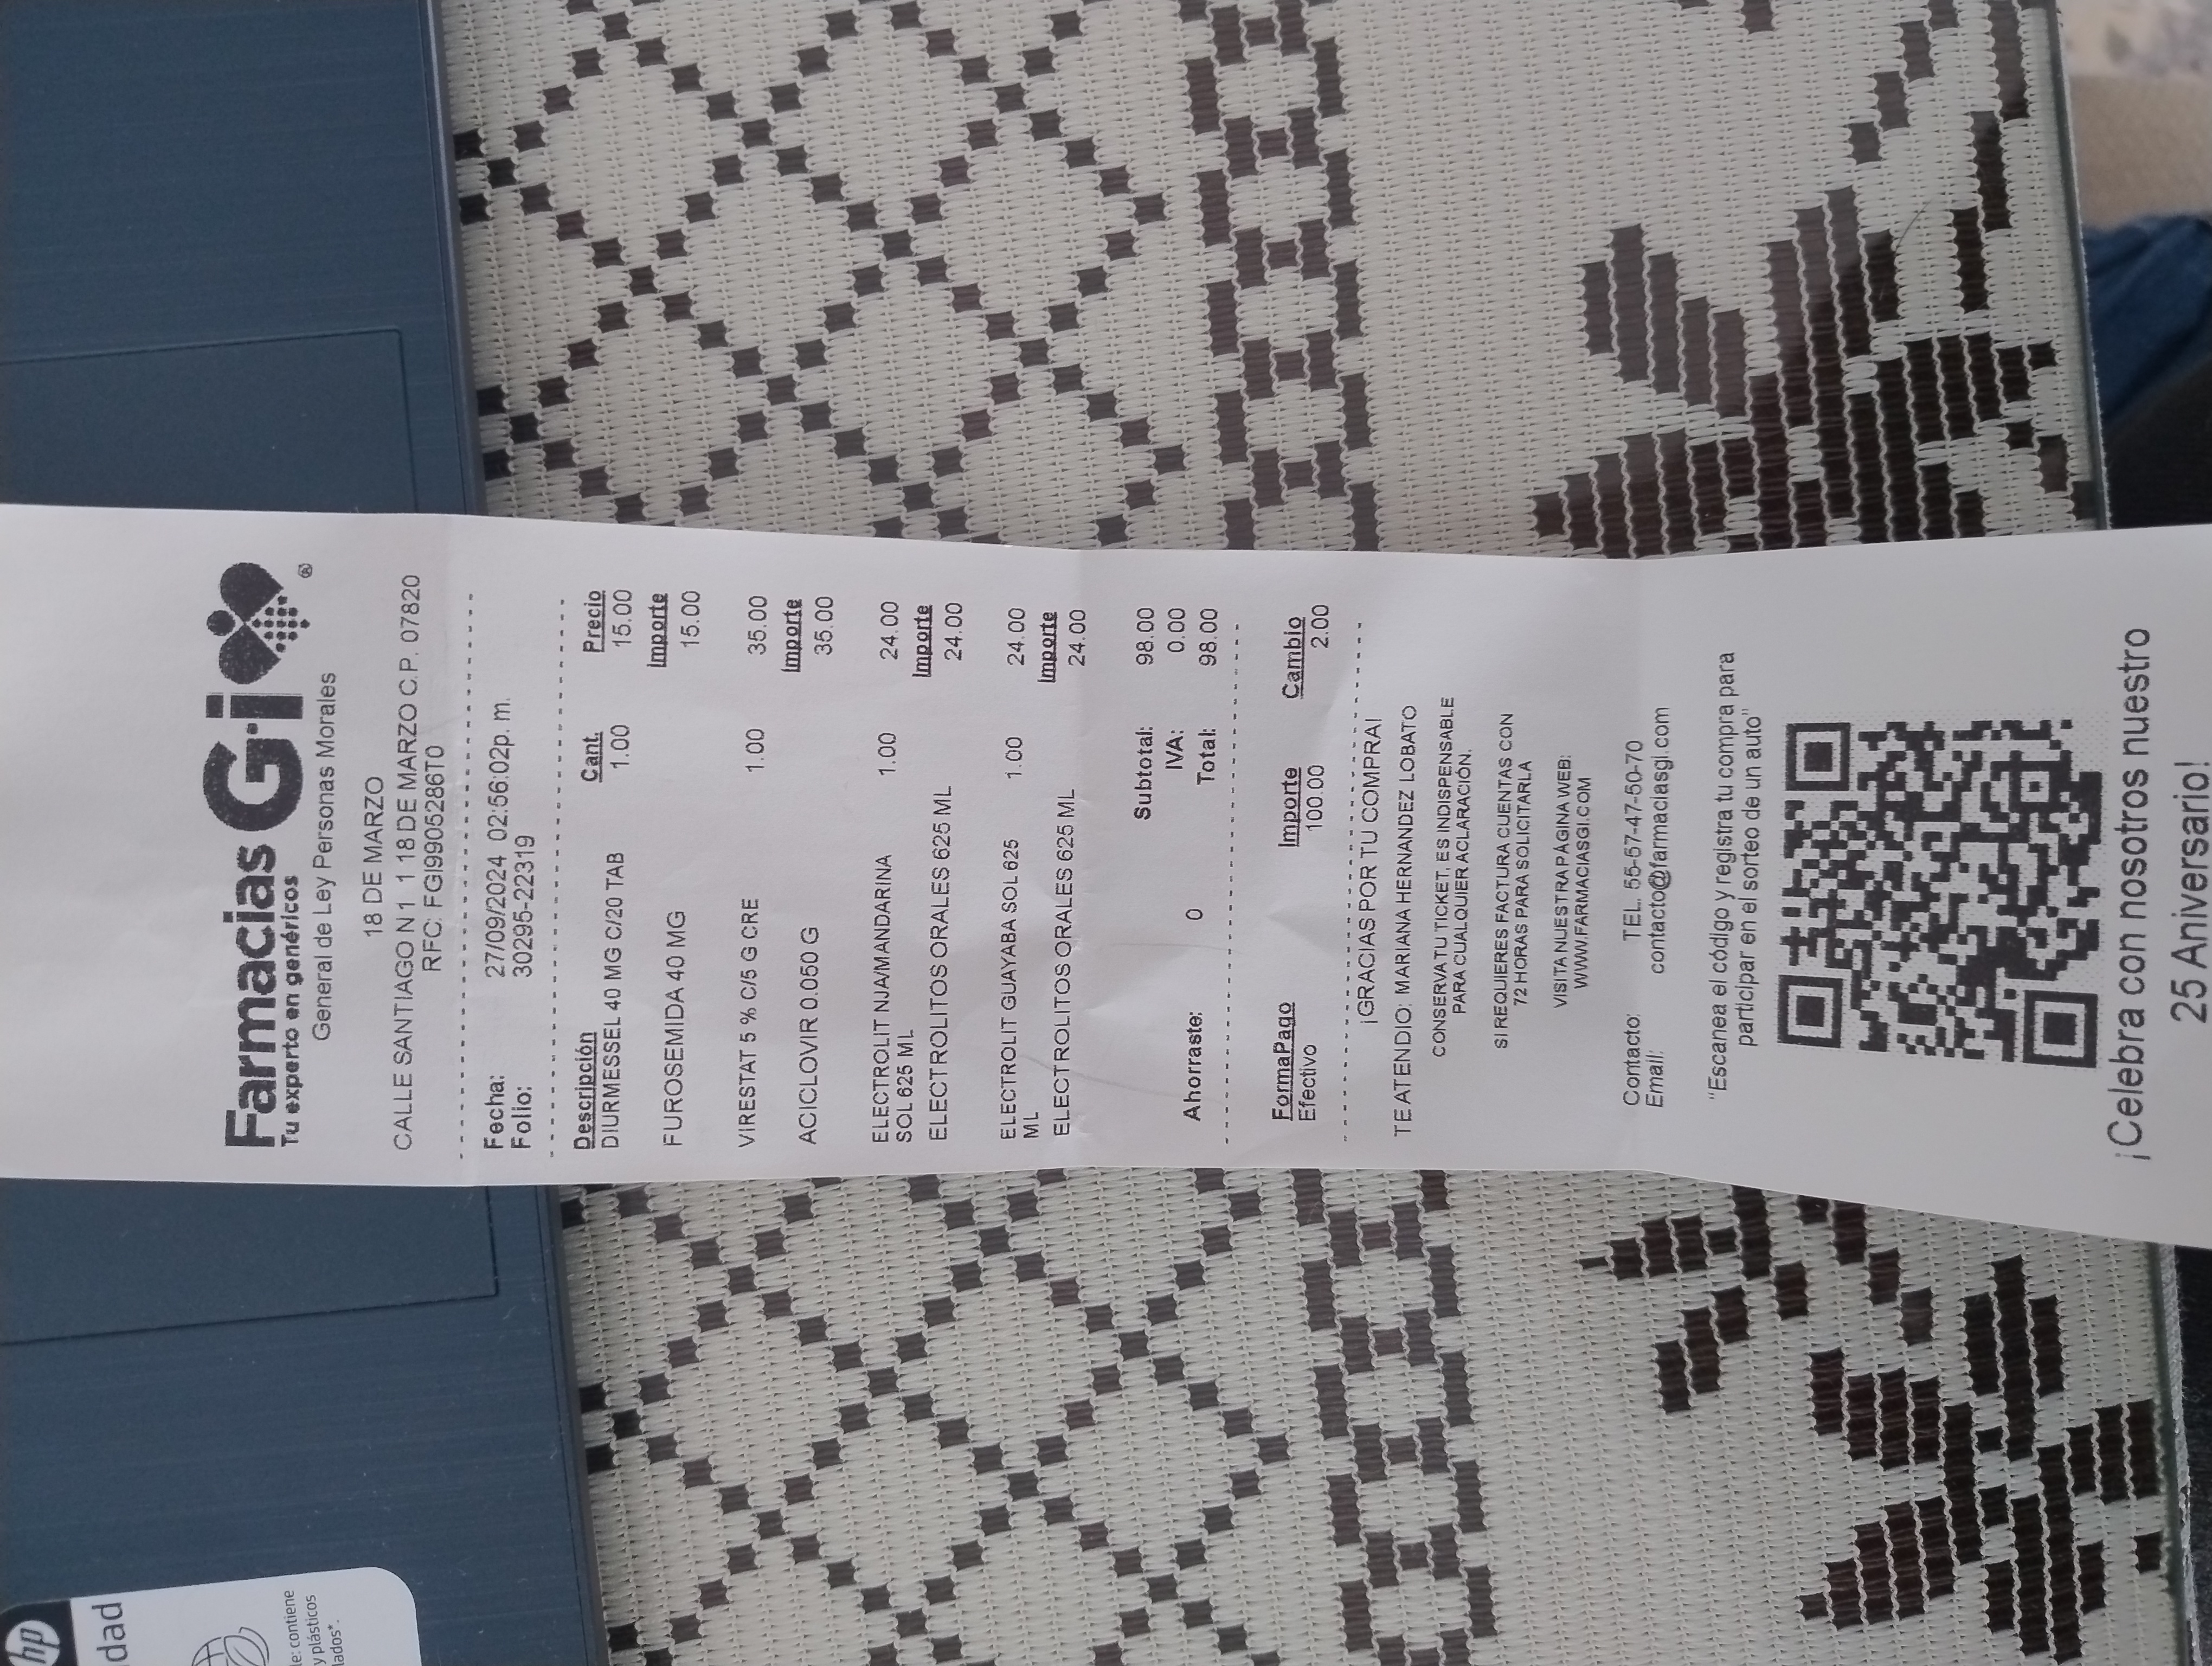 Farmacias Gi®
Tu experto en genéricos
General de Ley Personas Morales
18 DE MARZO
CALLE SANTIAGO N 1 1 18 DE MARZO C.P. 07820
RFC: FGI9905286T0
Fecha: 27/09/2024 02:56:02p. m.
Folio: 30295-22319
Descripción Cant. Precio
DIURMESSEL 40 MG C/20 TAB 1.00 15.00
Importe
FUROSEMIDA 40 MG 15.00
VIRESTAT 5 % C/5 G CRE 1.00 35.00
Importe
ACICLOVIR 0.050 G 35.00
ELECTROLIT NJA/MANDARINA 1.00 24.00
SOL 625 ML
Importe
ELECTROLITOS ORALES 625 ML 24.00
ELECTROLIT GUAYABA SOL 625 1.00 24.00
ML
Importe
ELECTROLITOS ORALES 625 ML 24.00
Subtotal: 98.00
IVA: 0.00
Ahorraste: 0 Total: 98.00
FormaPago Importe Cambio
Efectivo 100.00 2.00
¡GRACIAS POR TU COMPRA!
TE ATENDIO: MARIANA HERNANDEZ LOBATO
CONSERVA TU TICKET, ES INDISPENSABLE
PARA CUALQUIER ACLARACIÓN.
SI REQUIERES FACTURA CUENTAS CON
72 HORAS PARA SOLICITARLA
VISITA NUESTRA PÁGINA WEB:
WWW.FARMACIASGI.COM
Contacto: TEL. 55-57-47-50-70
Email: contacto@farmaciasgi.com
"Escanea el código y registra tu compra para
participar en el sorteo de un auto"
¡Celebra con nosotros nuestro
25 Aniversario!
hp
dad
le: contiene
y plásticos
lados*.